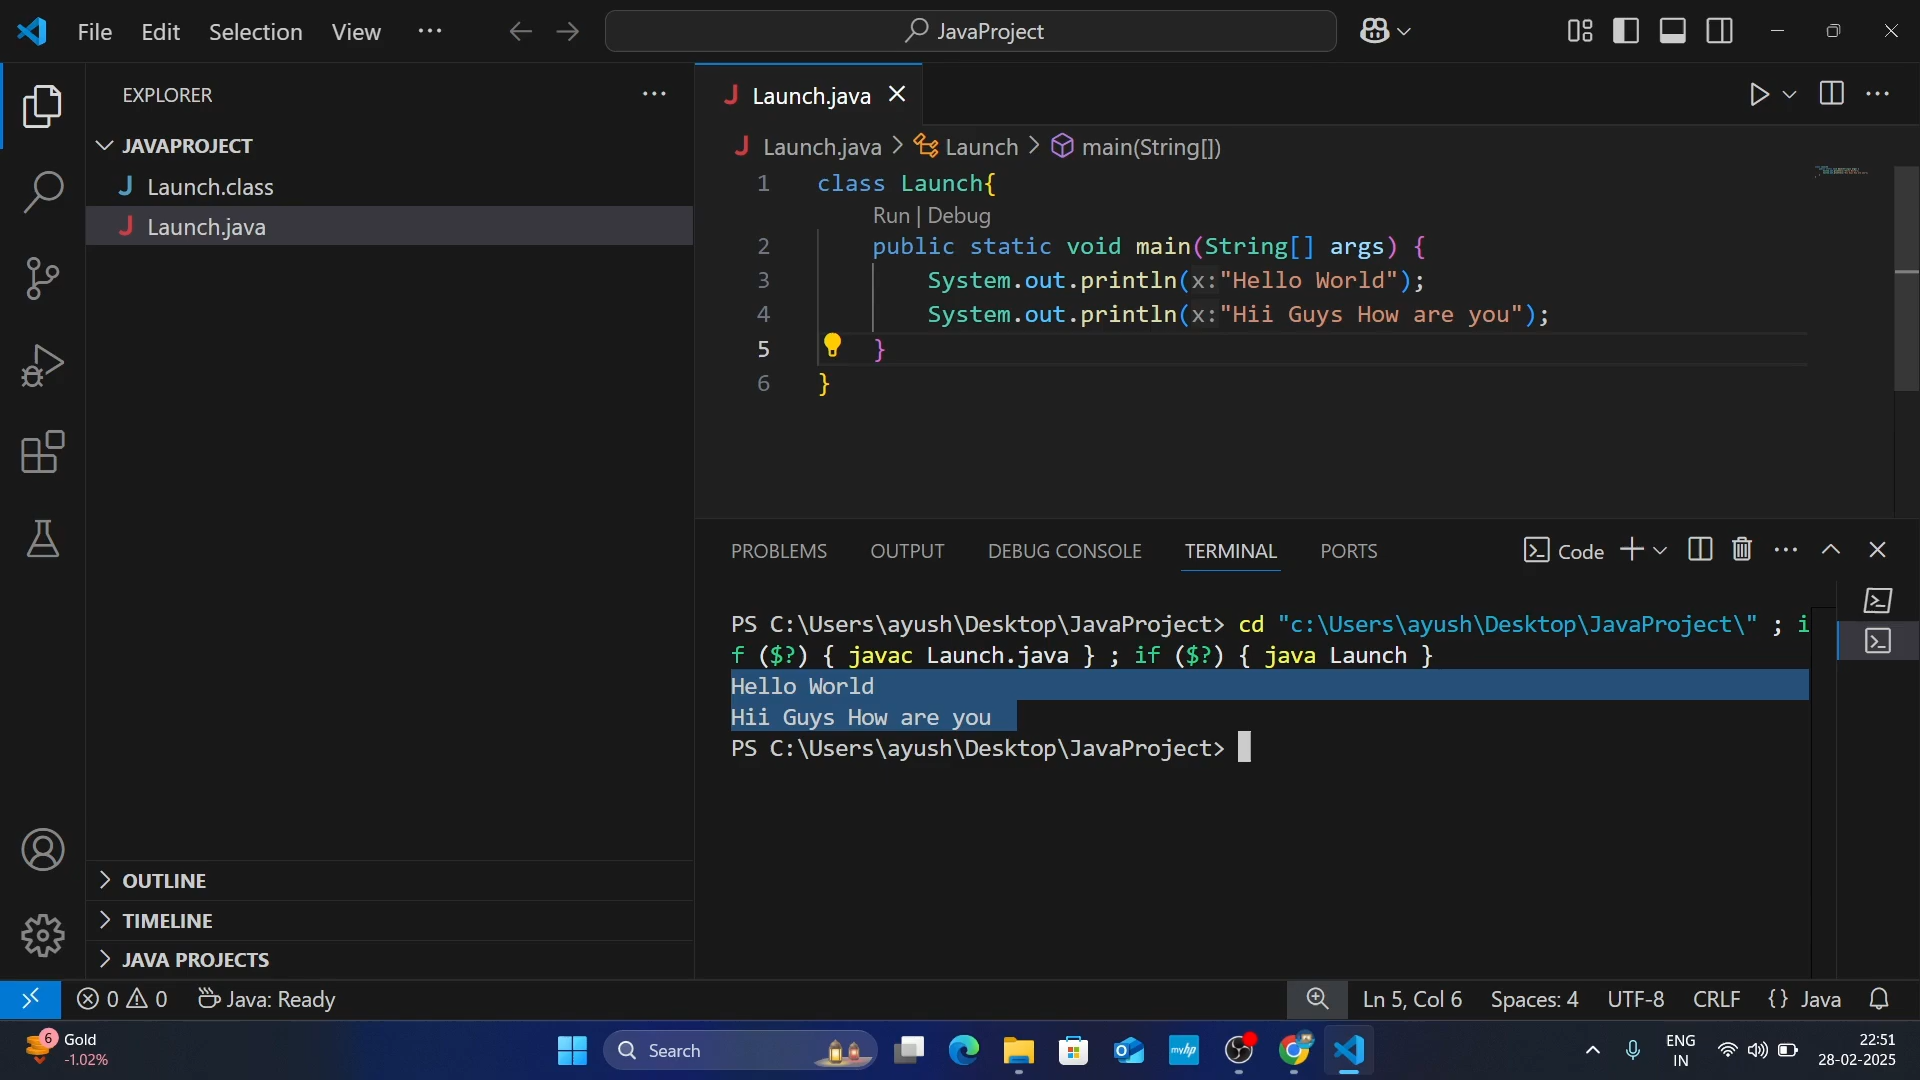 File Edit Selection View ··· JavaProject
EXPLORER ···
JAVAPROJECT
Launch.class
Launch.java
OUTLINE
TIMELINE
JAVA PROJECTS
Launch.java
Launch.java > Launch > main(String[])
1 class Launch{
Run | Debug
2 public static void main(String[] args) {
3 System.out.println(x:"Hello World");
4 System.out.println(x:"Hii Guys How are you");
5 }
6 }
PROBLEMS OUTPUT DEBUG CONSOLE TERMINAL PORTS Code
PS C:\Users\ayush\Desktop\JavaProject> cd "c:\Users\ayush\Desktop\JavaProject\" ; i
f ($?) { javac Launch.java } ; if ($?) { java Launch }
Hello World
Hii Guys How are you
PS C:\Users\ayush\Desktop\JavaProject>
0 0 Java: Ready Ln 5, Col 6 Spaces: 4 UTF-8 CRLF {} Java
6 Gold
-1.02%
Search
myhp
ENG
IN
22:51
28-02-2025